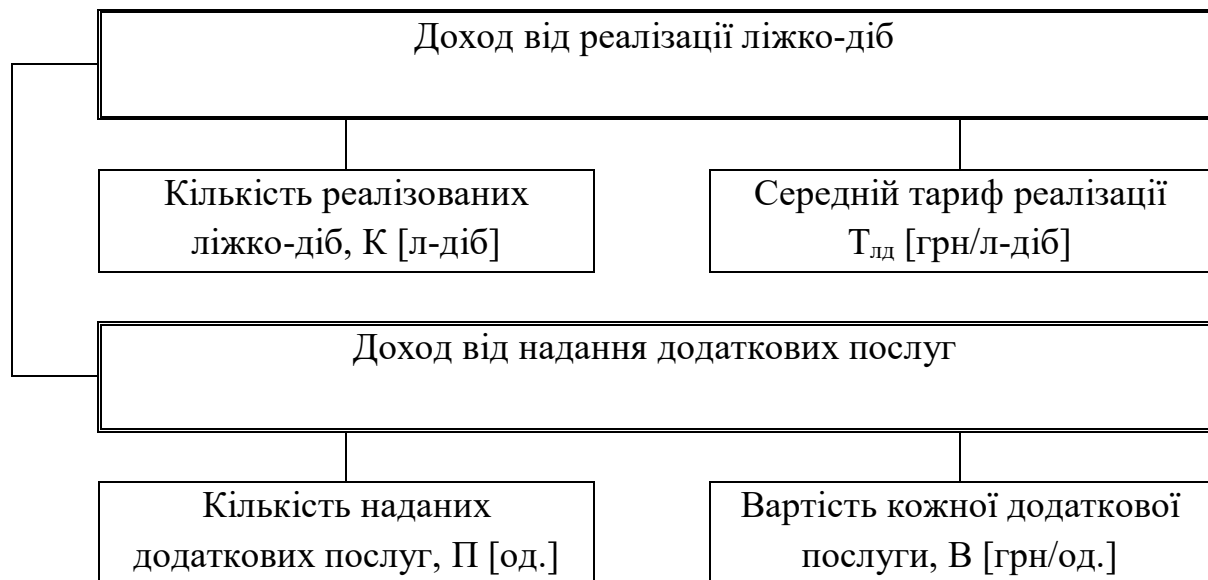 Доход від реалізації ліжко-діб
Кількість реалізованих
ліжко-діб, К [л-діб]
Середній тариф реалізації
Тлд [грн/л-діб]
Доход від надання додаткових послуг
Кількість наданих
додаткових послуг, П [од.]
Вартість кожної додаткової
послуги, В [грн/од.]